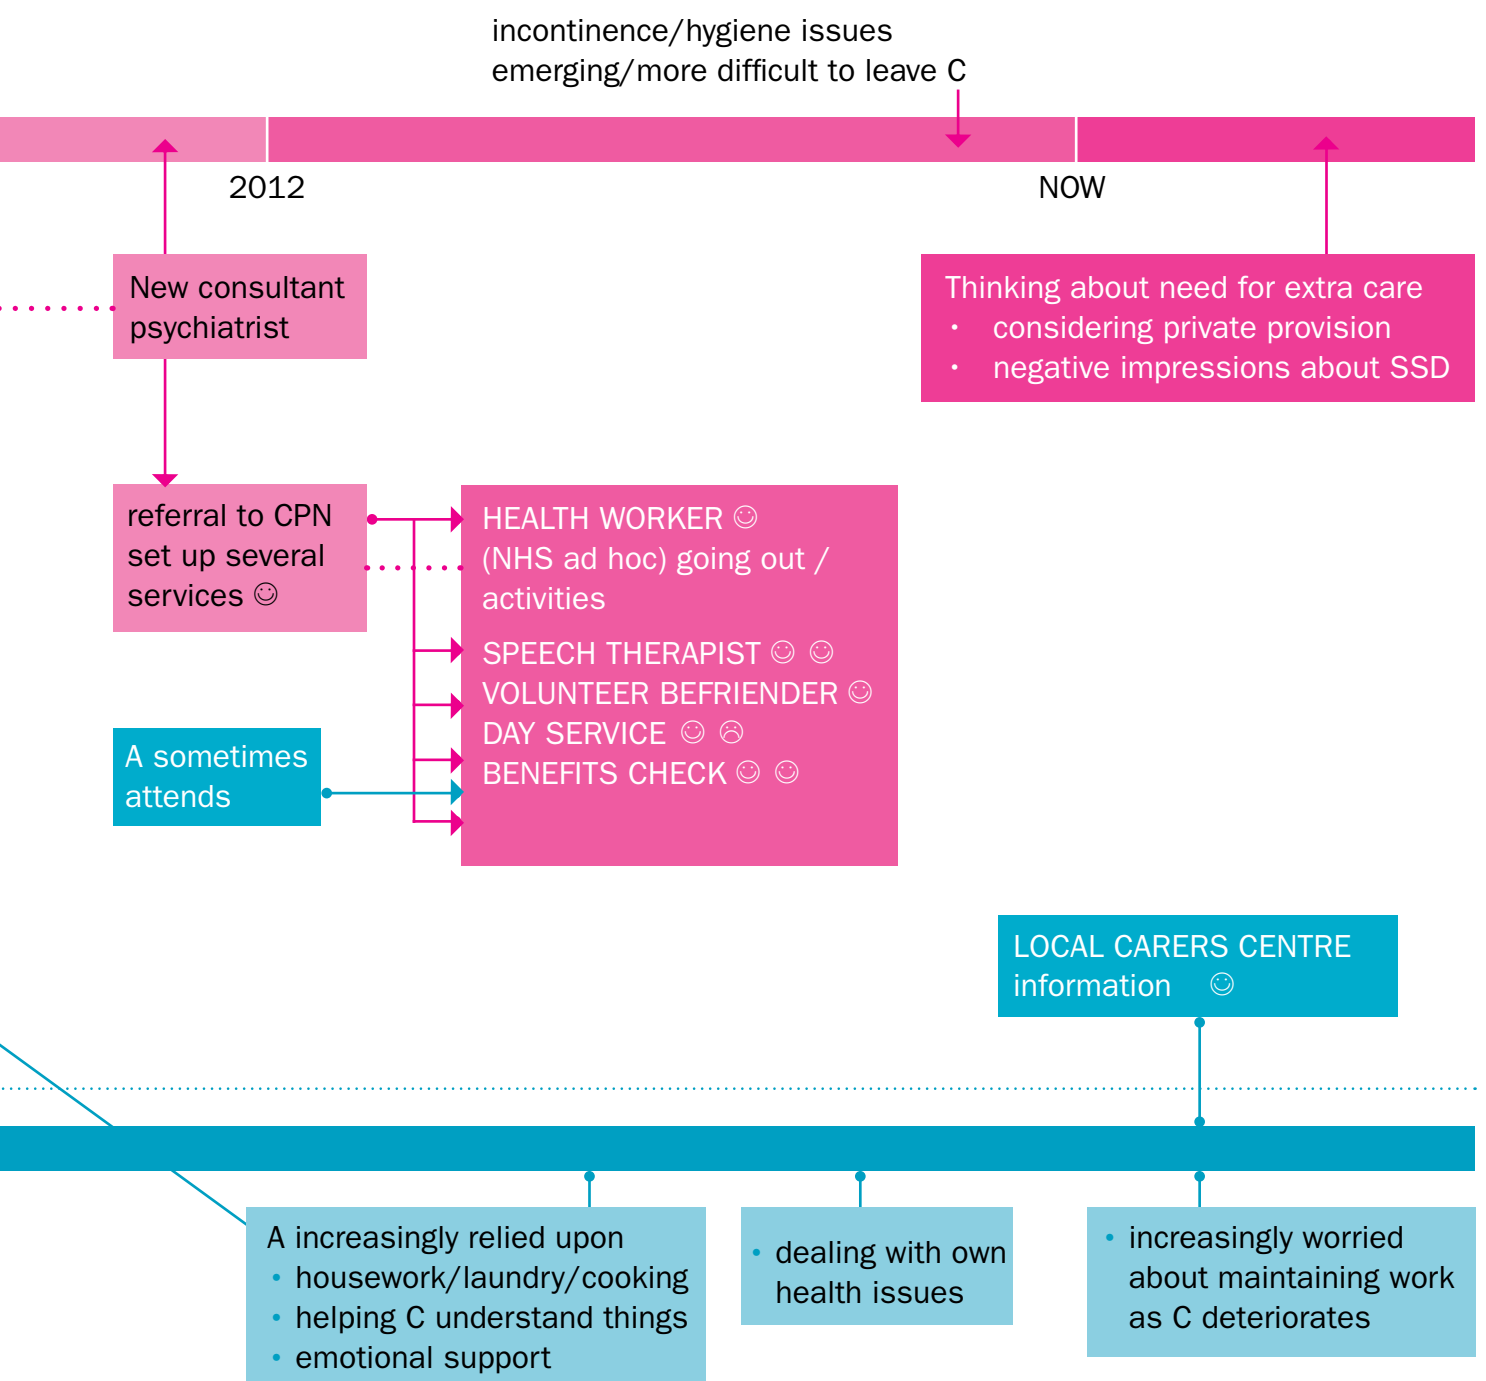 incontinence/hygiene issues
emerging/more difficult to leave C
2012
NOW
New consultant
psychiatrist
Thinking about need for extra care
• considering private provision
• negative impressions about SSD
referral to CPN
set up several
services ☺
HEALTH WORKER ☺
(NHS ad hoc) going out /
activities
SPEECH THERAPIST ☺ ☺
VOLUNTEER BEFRIENDER ☺
DAY SERVICE ☺ ☹
BENEFITS CHECK ☺ ☺
A sometimes
attends
LOCAL CARERS CENTRE
information ☺
A increasingly relied upon
• housework/laundry/cooking
• helping C understand things
• emotional support
• dealing with own
health issues
• increasingly worried
about maintaining work
as C deteriorates